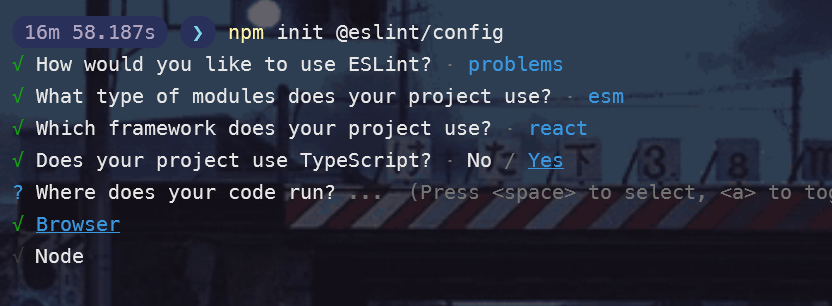 16m 58.187s ❯ npm init @eslint/config
√ How would you like to use ESLint? · problems
√ What type of modules does your project use? · esm
√ Which framework does your project use? · react
√ Does your project use TypeScript? · No / Yes
? Where does your code run? ... (Press <space> to select, <a> to tog
√ Browser
√ Node